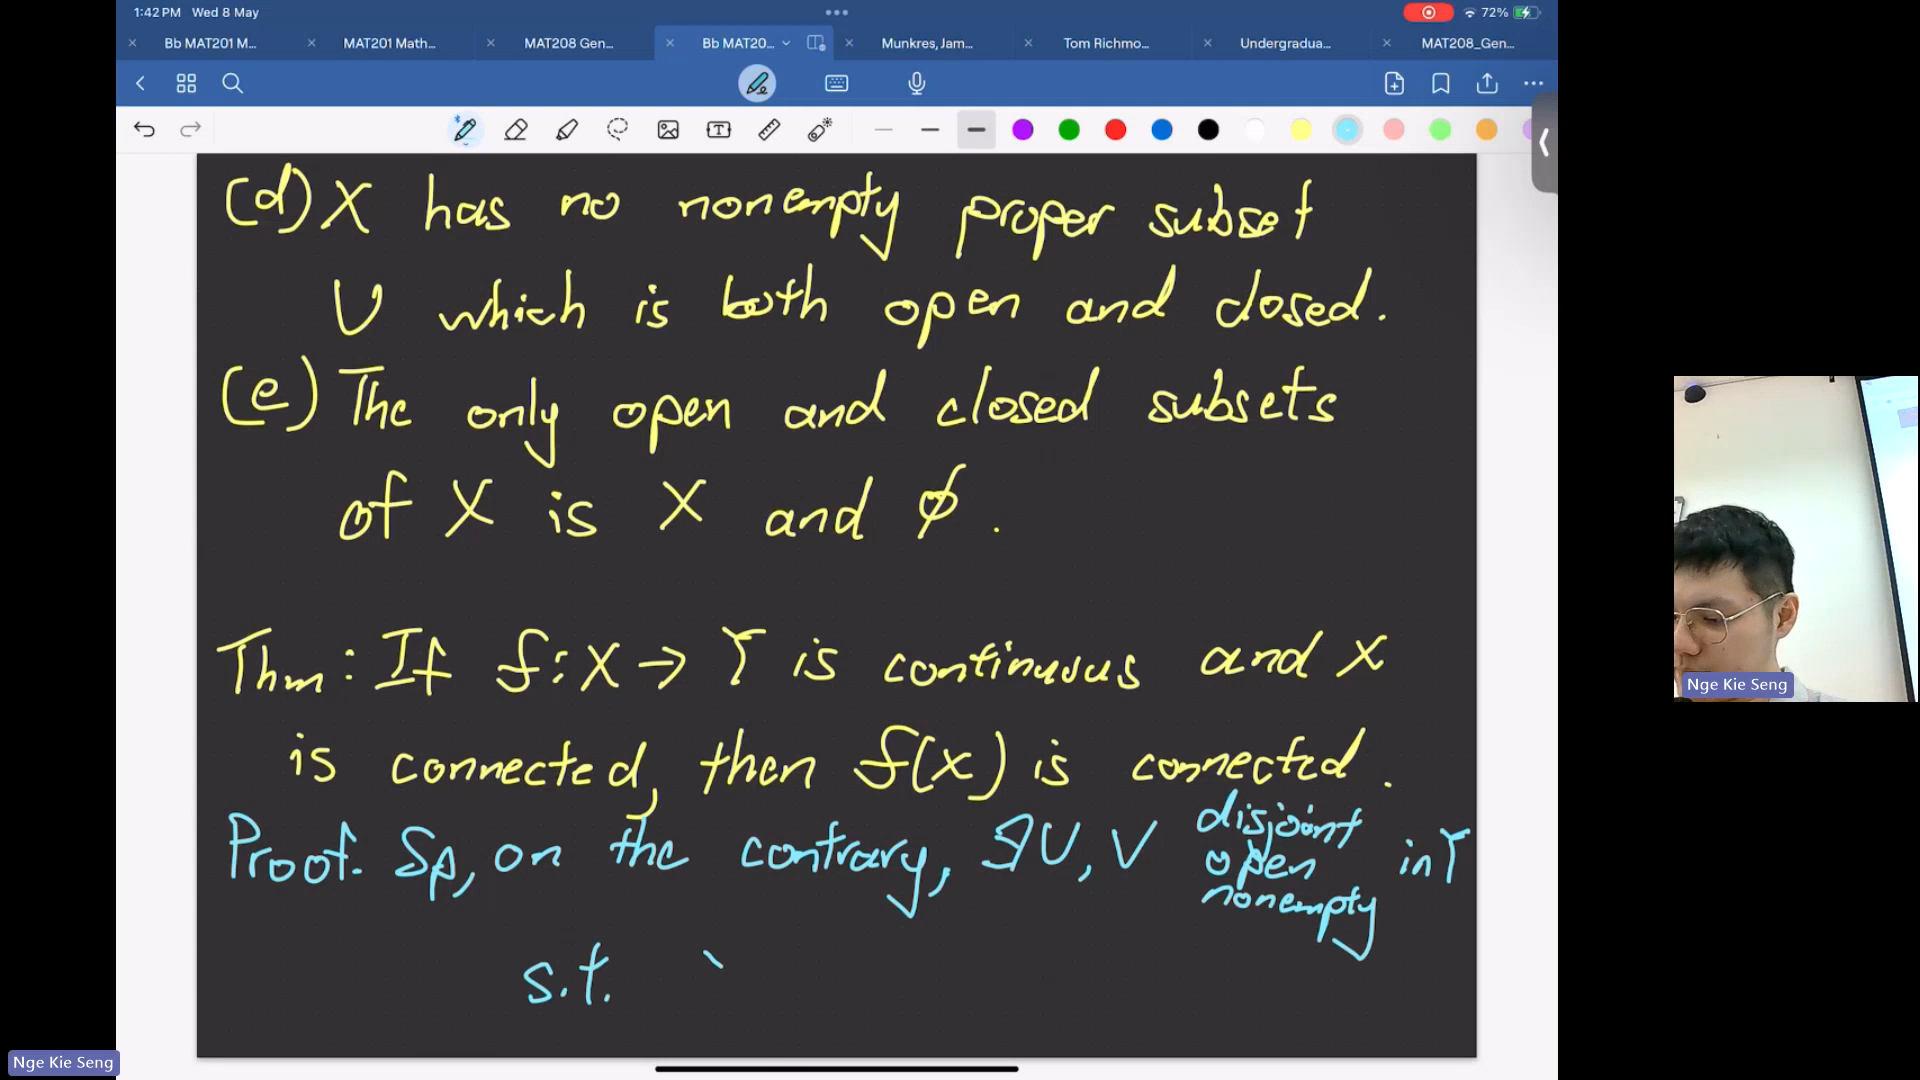 1:42 PM Wed 8 May
72%
Bb MAT201 M...
MAT201 Math...
MAT208 Gen...
Bb MAT20...
Munkres, Jam...
Tom Richmo...
Undergradua...
MAT208_Gen...
(d) X has no nonempty proper subset
U which is both open and closed.
(e) The only open and closed subsets
of X is X and ∅.
Thm: If f: X → Y is continuous and X
is connected, then f(X) is connected.
Proof. Sp, on the contrary, ∃U, V disjoint open nonempty in Y
s.t.
Nge Kie Seng
Nge Kie Seng